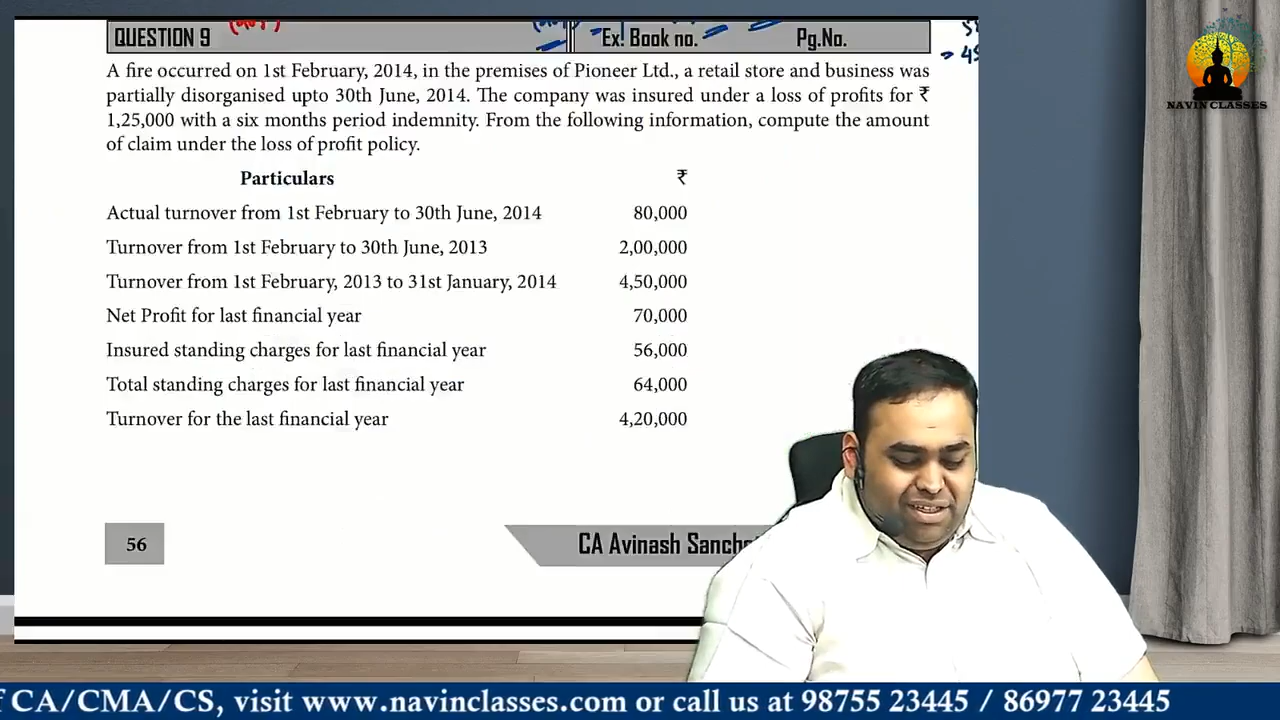 QUESTION 9
Ex. Book no.
Pg.No.
NAVIN CLASSES
A fire occurred on 1st February, 2014, in the premises of Pioneer Ltd., a retail store and business was
partially disorganised upto 30th June, 2014. The company was insured under a loss of profits for ₹
1,25,000 with a six months period indemnity. From the following information, compute the amount
of claim under the loss of profit policy.
Particulars ₹
Actual turnover from 1st February to 30th June, 2014 80,000
Turnover from 1st February to 30th June, 2013 2,00,000
Turnover from 1st February, 2013 to 31st January, 2014 4,50,000
Net Profit for last financial year 70,000
Insured standing charges for last financial year 56,000
Total standing charges for last financial year 64,000
Turnover for the last financial year 4,20,000
56
CA Avinash
CA/CMA/CS, visit www.navinclasses.com or call us at 98755 23445 / 86977 23445